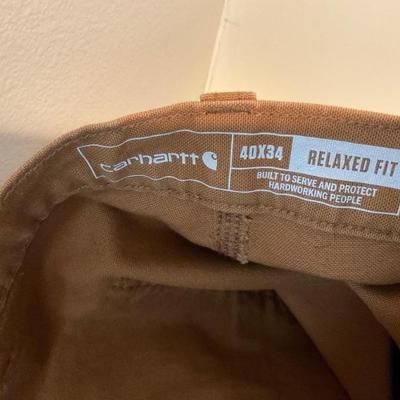 carhartt
40X34
RELAXED FIT
BUILT TO SERVE AND PROTECT
HARDWORKING PEOPLE